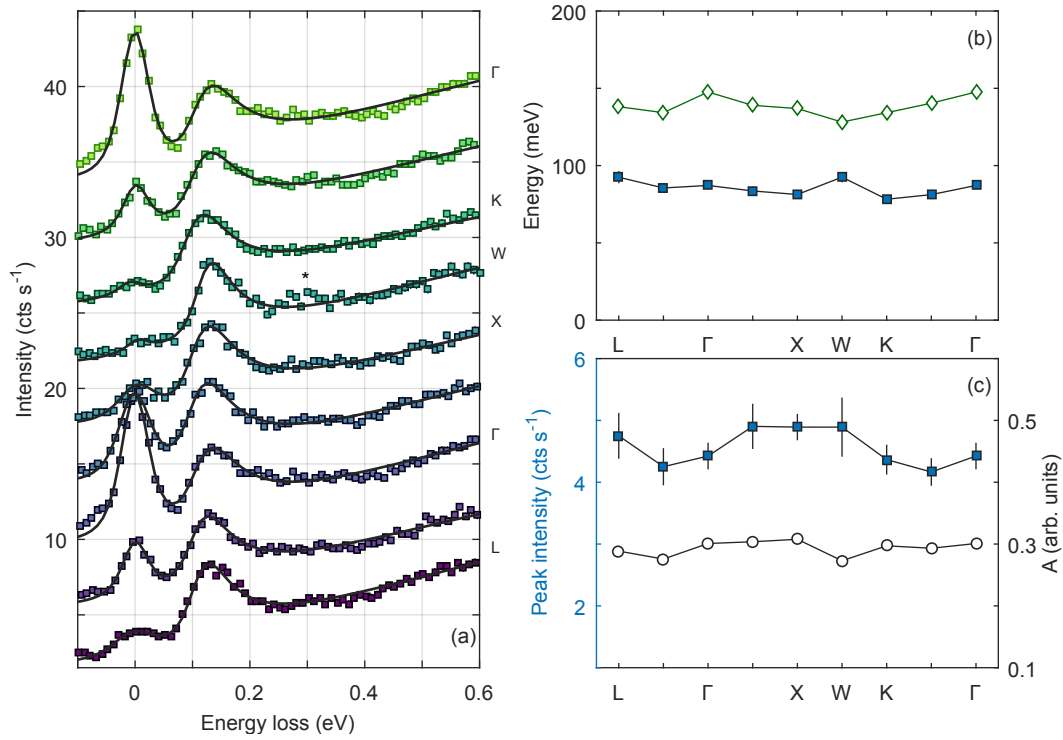 Intensity (cts s⁻¹)
40
30
20
10
Γ
K
W
*
X
Γ
L
(a)
0
0.2
0.4
0.6
Energy loss (eV)
Energy (meV)
200
100
0
(b)
L
Γ
X
W
K
Γ
Peak intensity (cts s⁻¹)
6
4
2
(c)
0.5
0.3
0.1
A (arb. units)
L
Γ
X
W
K
Γ